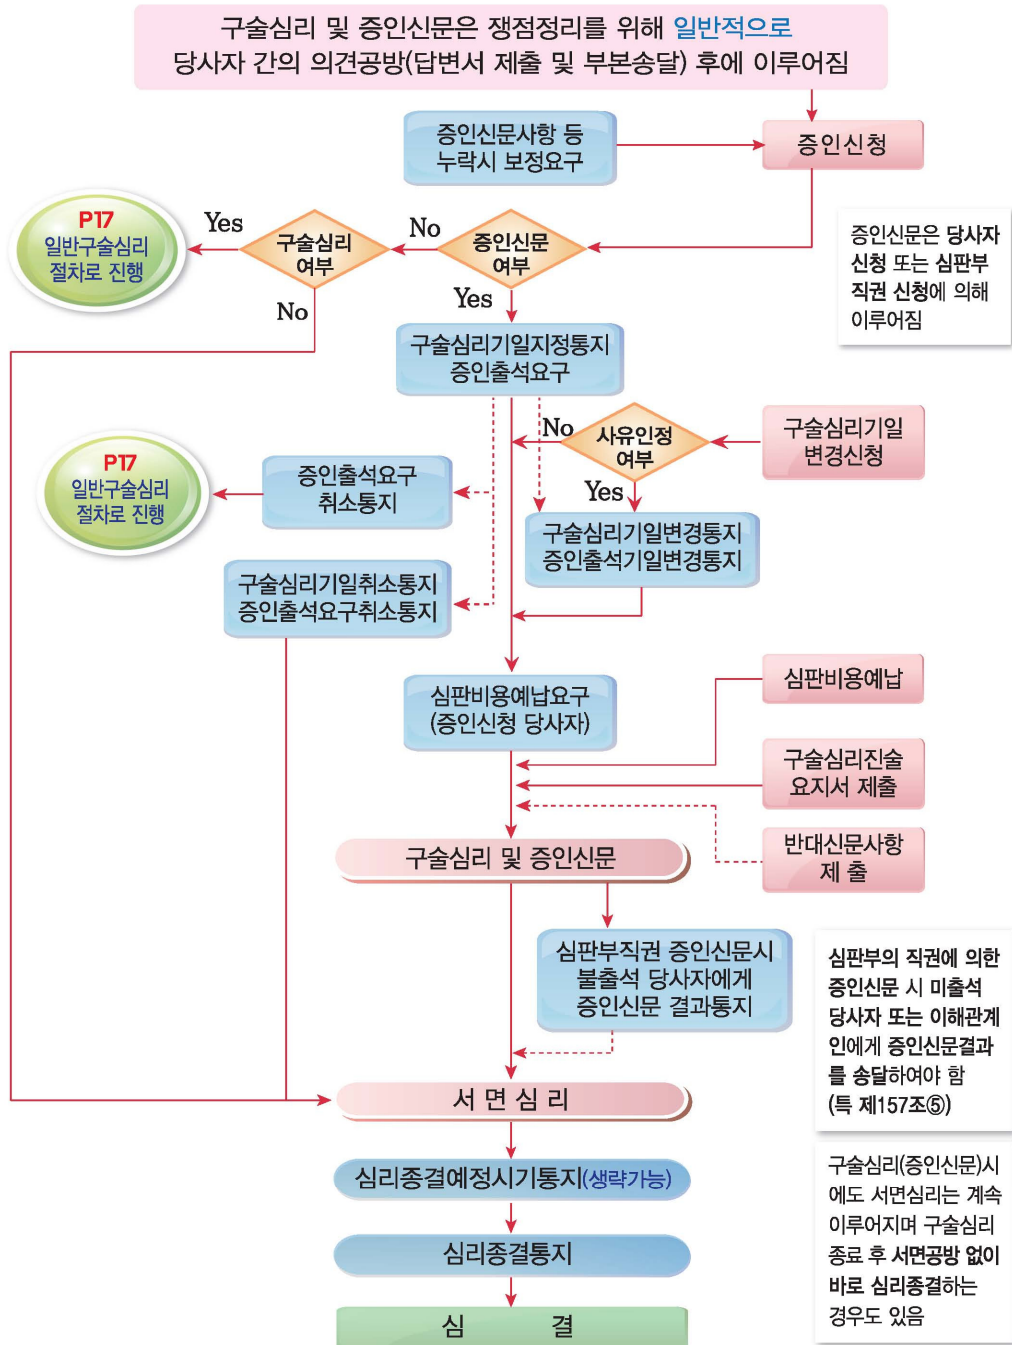 구술심리 및 증인신문은 쟁점정리를 위해 일반적으로
당사자 간의 의견공방(답변서 제출 및 부본송달) 후에 이루어짐
증인신문사항 등
누락시 보정요구
증인신청
P17
일반구술심리
절차로 진행
Yes
구술심리
여부
No
증인신문
여부
증인신문은 당사자
신청 또는 심판부
직권 신청에 의해
이루어짐
No
Yes
구술심리기일지정통지
증인출석요구
No
사유인정
여부
구술심리기일
변경신청
Yes
P17
일반구술심리
절차로 진행
증인출석요구
취소통지
구술심리기일변경통지
증인출석기일변경통지
구술심리기일취소통지
증인출석요구취소통지
심판비용예납요구
(증인신청 당사자)
심판비용예납
구술심리진술
요지서 제출
반대신문사항
제 출
구술심리 및 증인신문
심판부직권 증인신문시
불출석 당사자에게
증인신문 결과통지
심판부의 직권에 의한
증인신문 시 미출석
당사자 또는 이해관계
인에게 증인신문결과
를 송달하여야 함
(특 제157조⑤)
서 면 심 리
심리종결예정시기통지(생략가능)
심리종결통지
심 결
구술심리(증인신문)시
에도 서면심리는 계속
이루어지며 구술심리
종료 후 서면공방 없이
바로 심리종결하는
경우도 있음